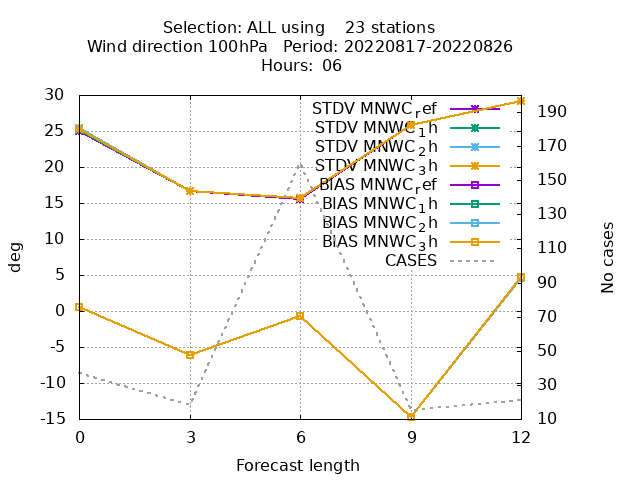 Selection: ALL using    23 stations
Wind direction 100hPa   Period: 20220817-20220826
Hours: 06
30
25
20
15
10
5
0
-5
-10
-15
deg
190
170
150
130
110
90
70
50
30
10
No cases
STDV MNWC_ref
STDV MNWC_1h
STDV MNWC_2h
STDV MNWC_3h
BIAS MNWC_ref
BIAS MNWC_1h
BIAS MNWC_2h
BIAS MNWC_3h
CASES
0 3 6 9 12
Forecast length